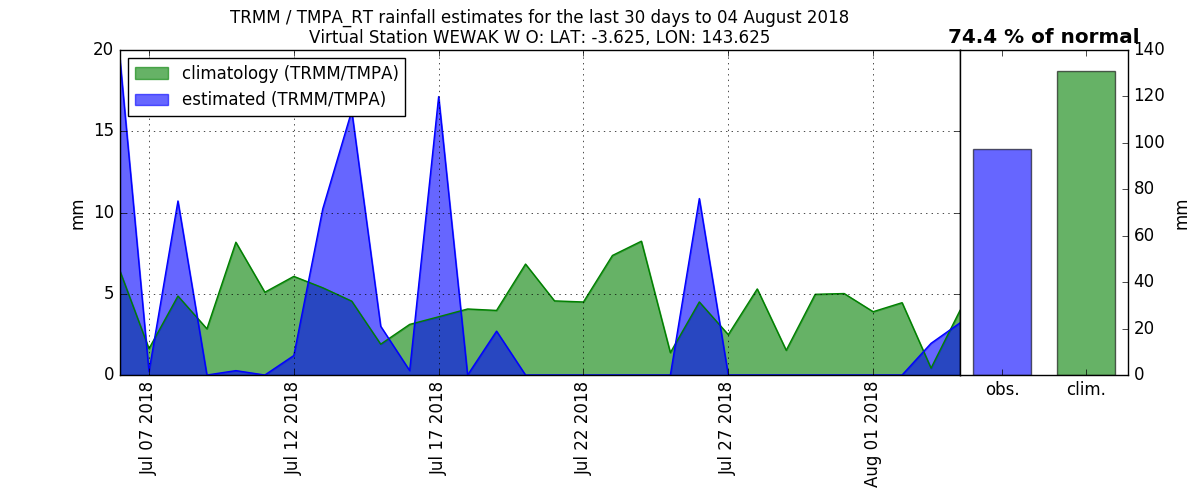 TRMM / TMPA_RT rainfall estimates for the last 30 days to 04 August 2018
Virtual Station WEWAK W O: LAT: -3.625, LON: 143.625
74.4 % of normal
climatology (TRMM/TMPA)
estimated (TRMM/TMPA)
20
15
10
5
0
mm
Jul 07 2018
Jul 12 2018
Jul 17 2018
Jul 22 2018
Jul 27 2018
Aug 01 2018
obs.
clim.
140
120
100
80
60
40
20
0
mm